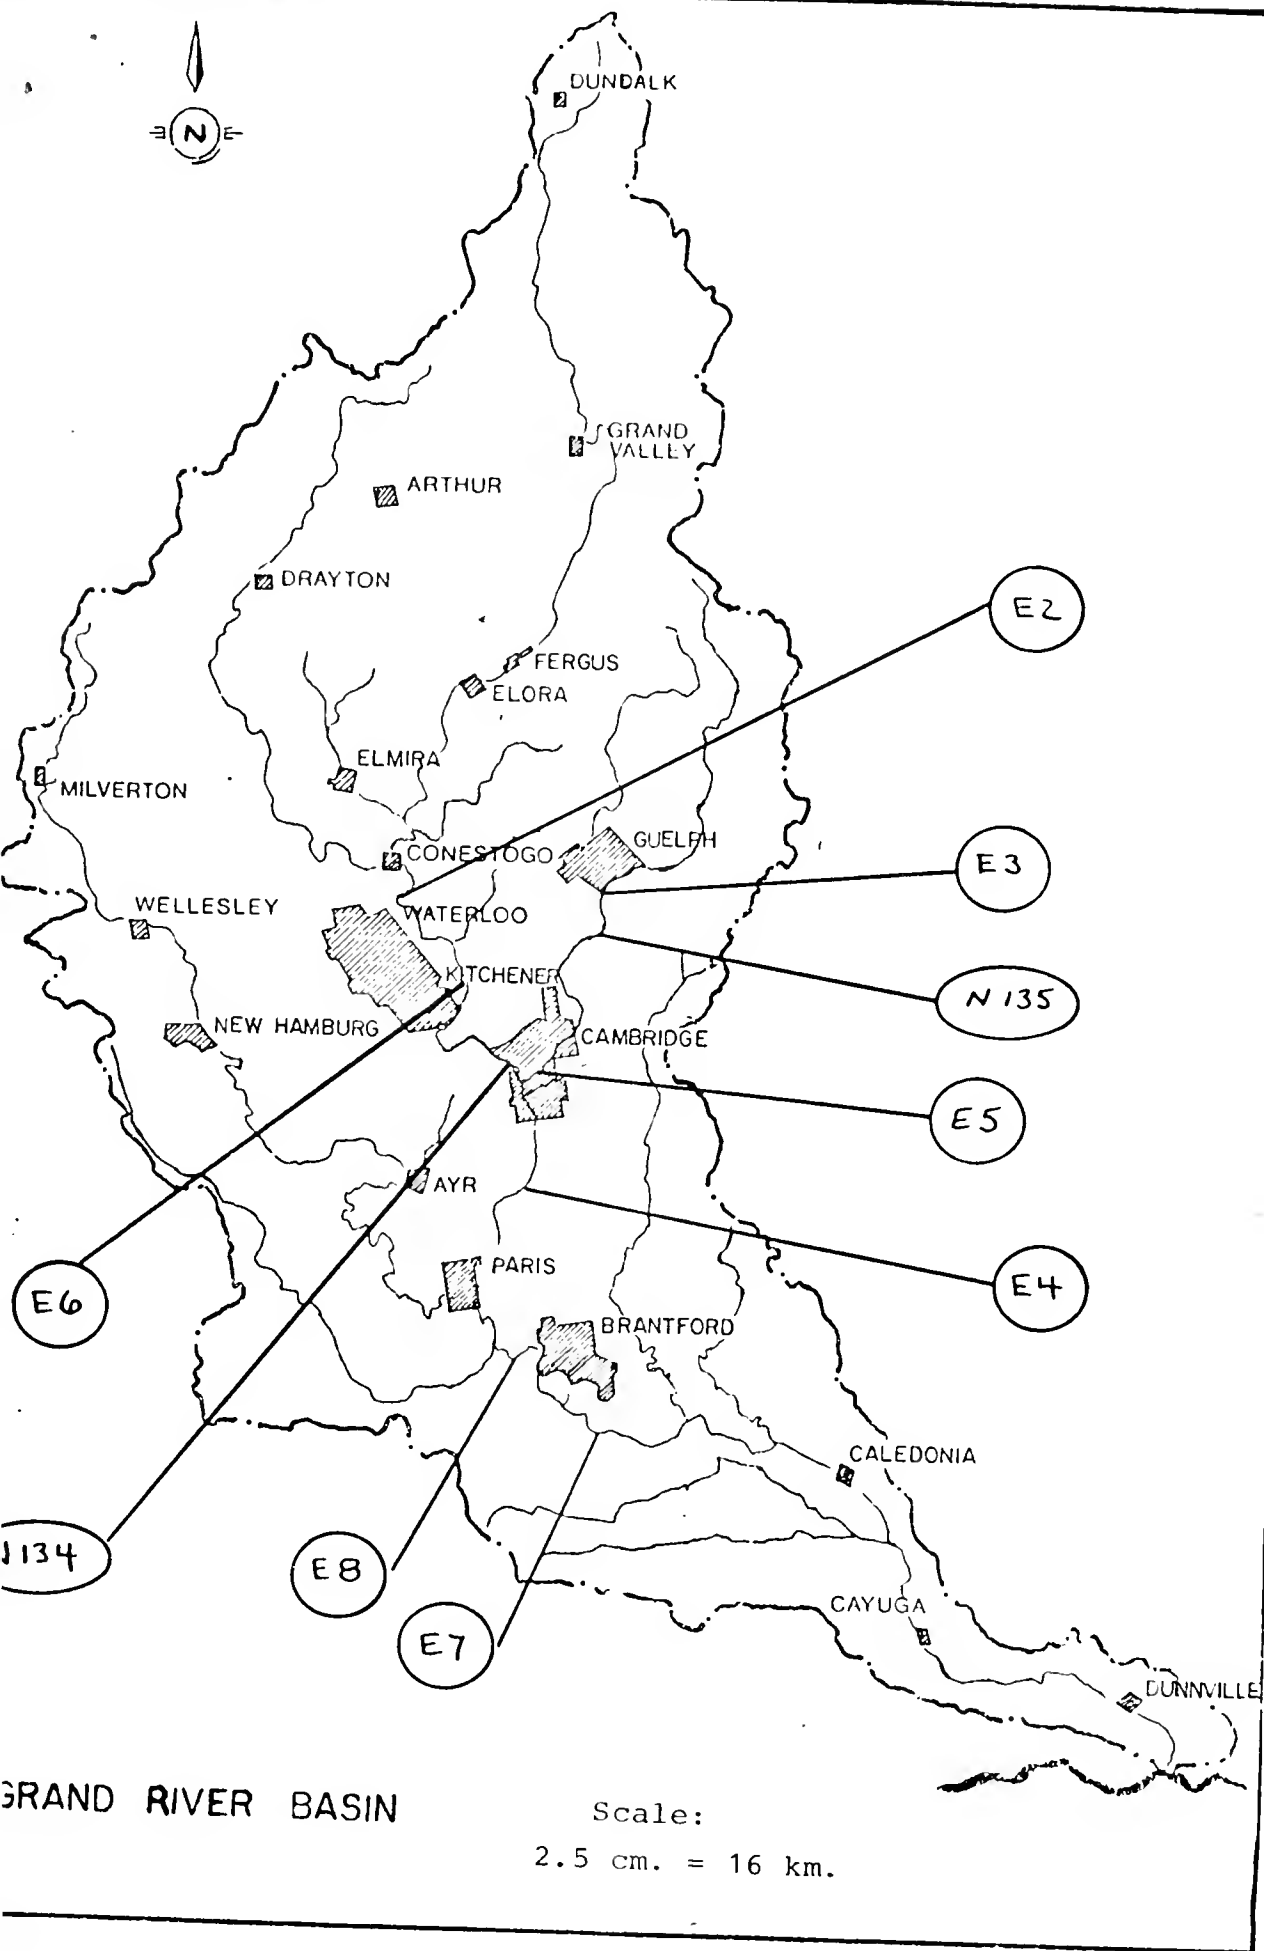 DUNDALK
N
GRAND
VALLEY
ARTHUR
DRAYTON
E2
FERGUS
ELORA
ELMIRA
MILVERTON
GUELPH
CONESTOGO
E3
WELLESLEY
WATERLOO
KITCHENER
N 135
NEW HAMBURG
CAMBRIDGE
E5
AYR
PARIS
E4
E6
BRANTFORD
CALEDONIA
134
E8
CAYUGA
E7
DUNNVILLE
GRAND RIVER BASIN
Scale:
2.5 cm. = 16 km.